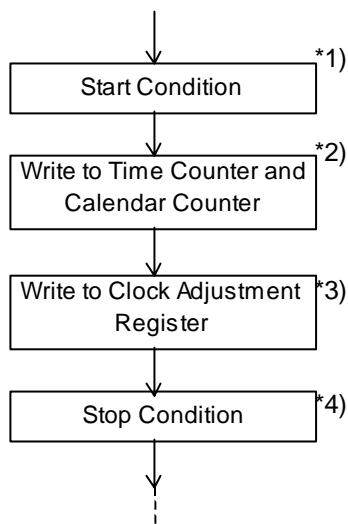 *1)
Start Condition
*2)
Write to Time Counter and
Calendar Counter
*3)
Write to Clock Adjustment
Register
*4)
Stop Condition